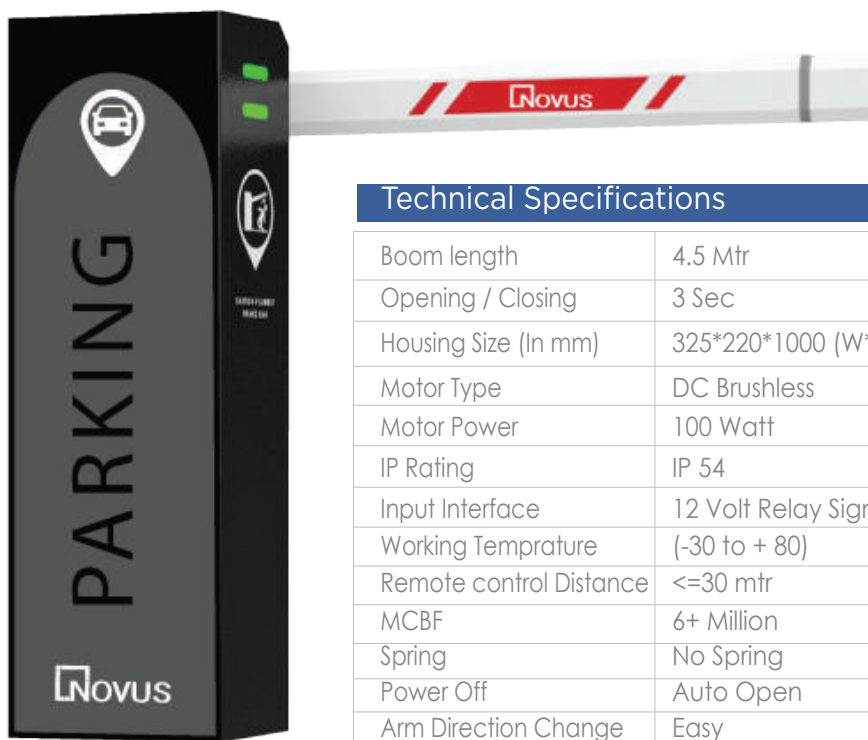 NOVUS
PARKING
NOVUS
Technical Specifications
Boom length 4.5 Mtr
Opening / Closing 3 Sec
Housing Size (In mm) 325*220*1000 (W*
Motor Type DC Brushless
Motor Power 100 Watt
IP Rating IP 54
Input Interface 12 Volt Relay Sign
Working Temprature (-30 to + 80)
Remote control Distance <=30 mtr
MCBF 6+ Million
Spring No Spring
Power Off Auto Open
Arm Direction Change Easy